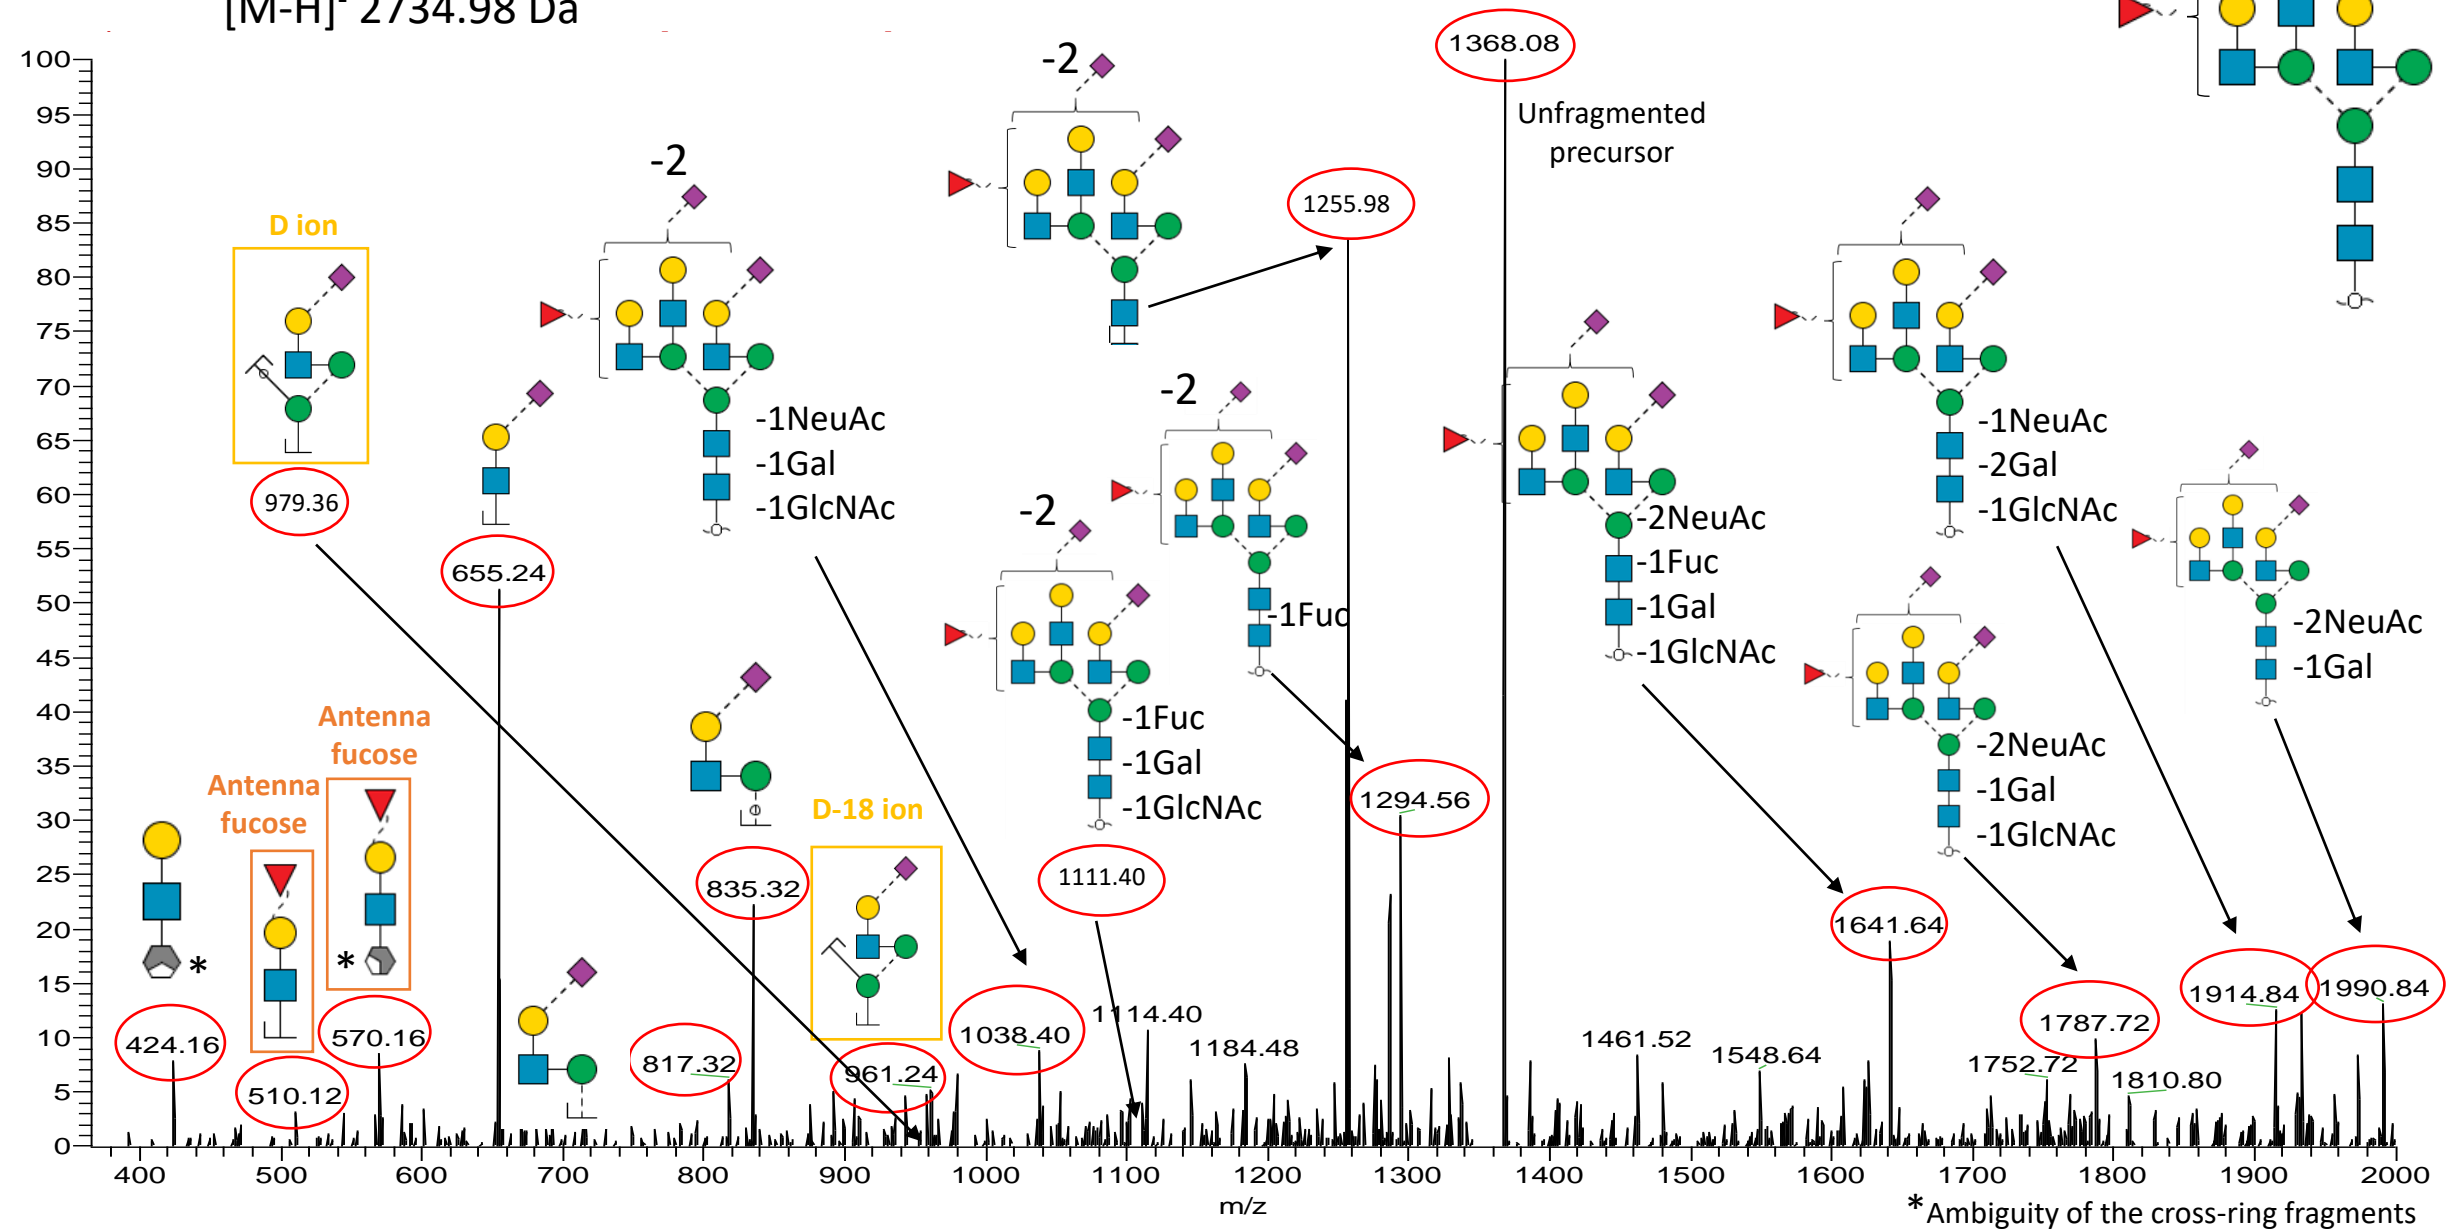 [M-H]- 2734.98 Da
100
95
90
85
80
75
70
65
60
55
50
45
40
35
30
25
20
15
10
5
0
400
500
600
700
800
900
1000
1100
1200
1300
1400
1500
1600
1700
1800
1900
2000
m/z
D ion
979.36
655.24
-2
-1NeuAc
-1Gal
-1GlcNAc
-2
1255.98
1368.08
Unfragmented
precursor
-2
-1Fuc
-2
-1Fuc
-1Gal
-1GlcNAc
1111.40
1294.56
-2NeuAc
-1Fuc
-1Gal
-1GlcNAc
-1NeuAc
-2Gal
-1GlcNAc
-2NeuAc
-1Gal
-2NeuAc
-1Gal
-1GlcNAc
Antenna
fucose
Antenna
fucose
*
*
424.16
510.12
570.16
835.32
817.32
D-18 ion
961.24
1038.40
1114.40
1184.48
1461.52
1548.64
1641.64
1752.72
1787.72
1810.80
1914.84
1990.84
*Ambiguity of the cross-ring fragments